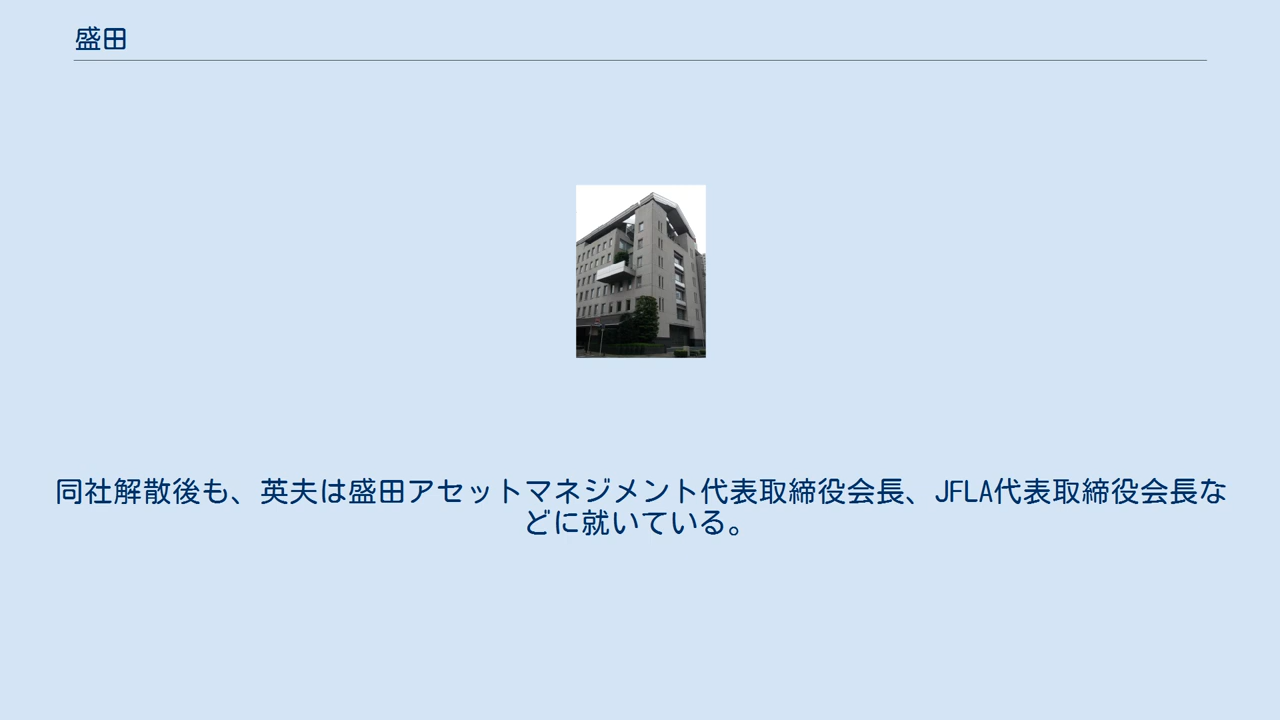 盛田
同社解散後も、英夫は盛田アセットマネジメント代表取締役会長、JFLA代表取締役会長な
どに就いている。